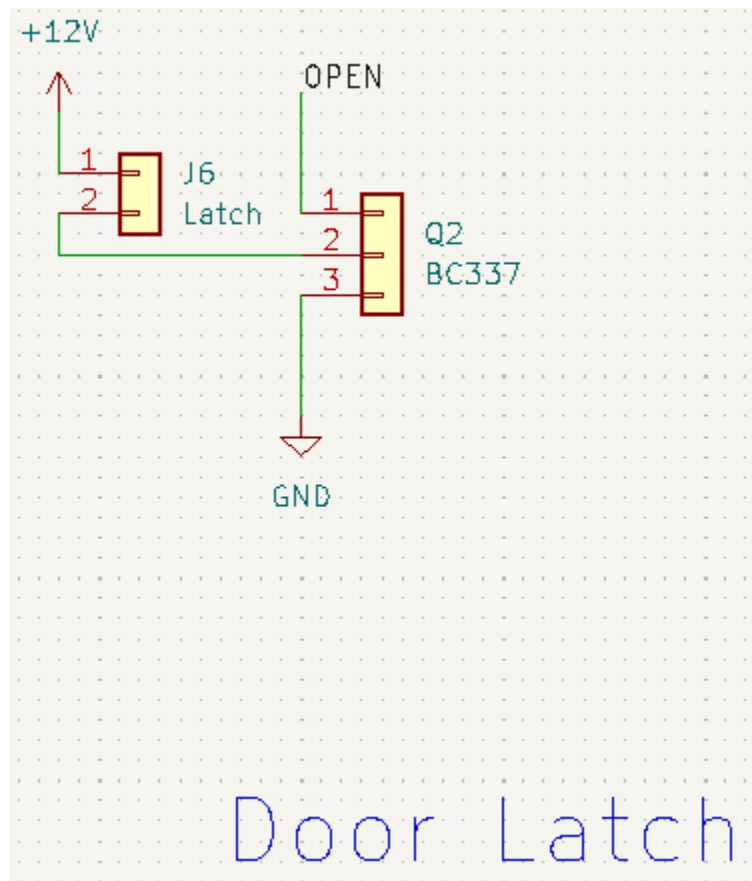 +12V
OPEN
1
2
J6
Latch
1
2
3
Q2
BC337
GND
Door Latch